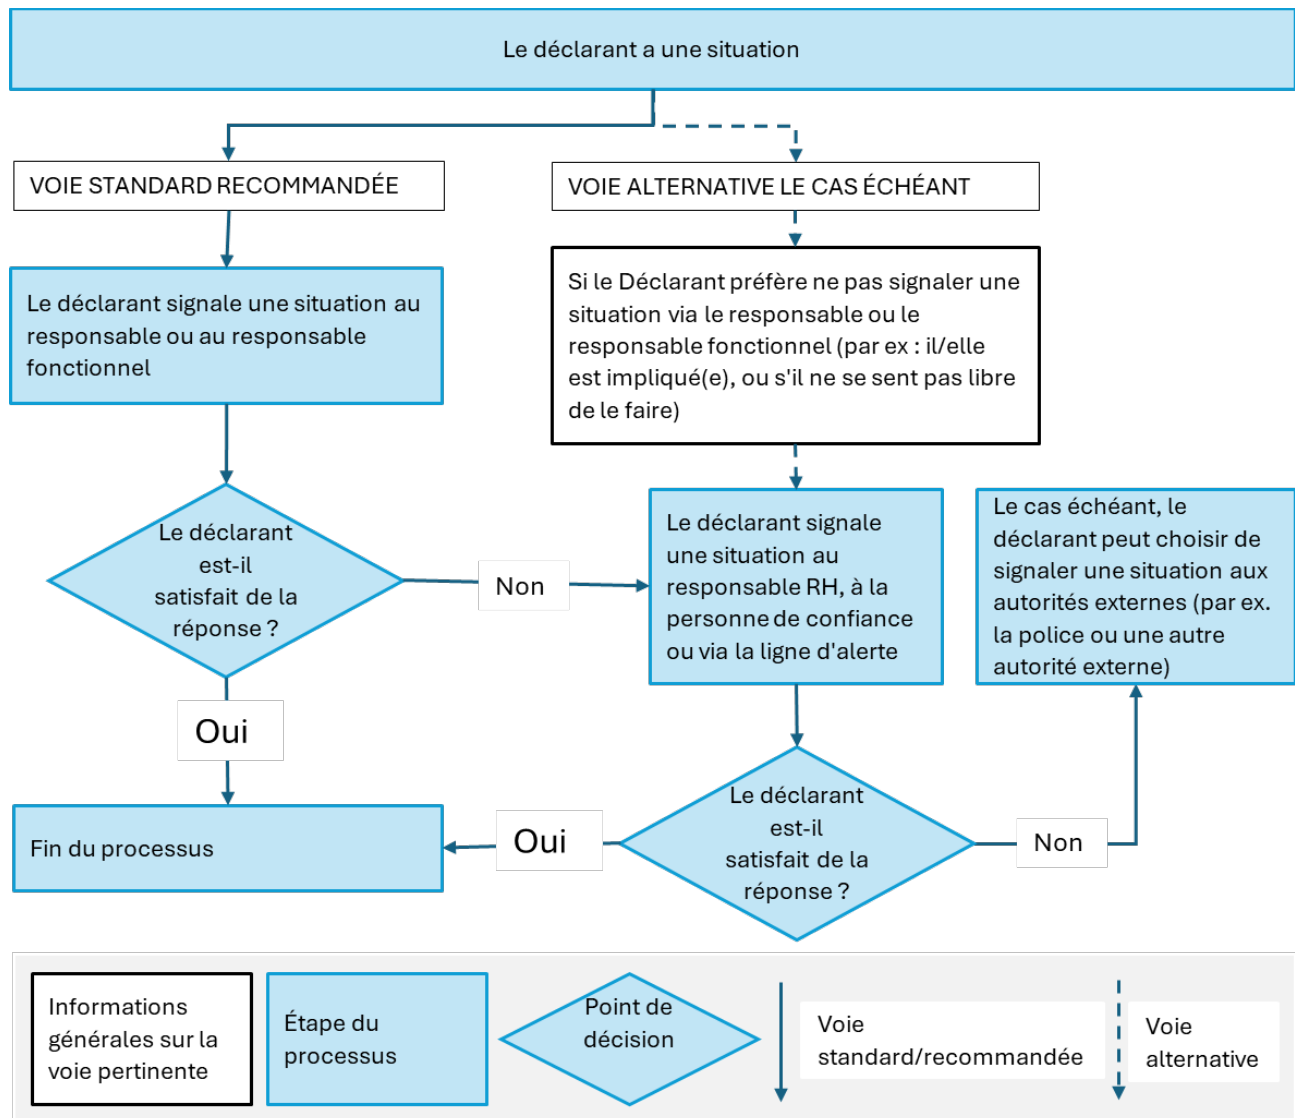 Le déclarant a une situation
VOIE STANDARD RECOMMANDÉE
VOIE ALTERNATIVE LE CAS ÉCHÉANT
Le déclarant signale une situation au
responsable ou au responsable
fonctionnel
Si le Déclarant préfère ne pas signaler une
situation via le responsable ou le
responsable fonctionnel (par ex : il/elle
est impliqué(e), ou s'il ne se sent pas libre
de le faire)
Le déclarant
est-il
satisfait de la
réponse ?
Non
Le déclarant signale
une situation au
responsable RH, à la
personne de confiance
ou via la ligne d'alerte
Le cas échéant, le
déclarant peut choisir de
signaler une situation aux
autorités externes (par ex.
la police ou une autre
autorité externe)
Oui
Fin du processus
Oui
Le déclarant
est-il
satisfait de la
réponse ?
Non
Informations
générales sur la
voie pertinente
Étape du
processus
Point de
décision
Voie
standard/recommandée
Voie
alternative